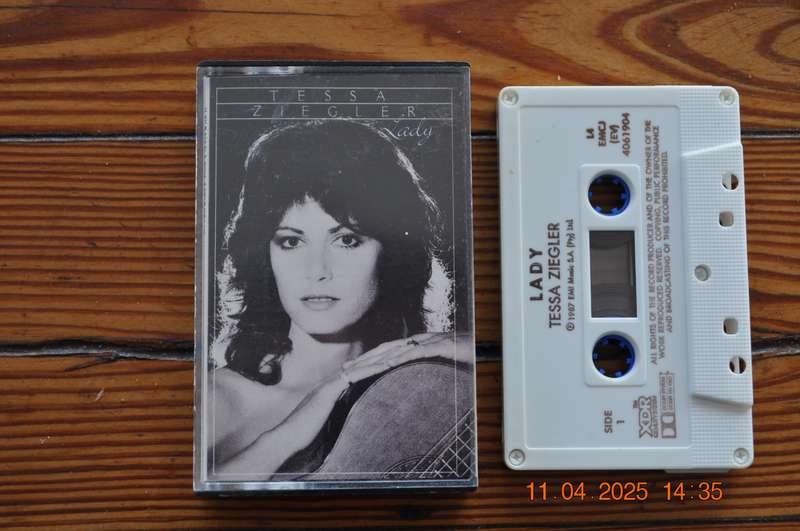 TESSA
ZIEGLER
Lady
L4
EMCJ
(EV)
4061904
LADY
TESSA ZIEGLER
℗ 1987 EMI Music S.A. (Pty) Ltd.
ALL RIGHTS OF THE RECORD PRODUCER AND OF THE OWNER OF THE
WORK REPRODUCED RESERVED. COPYING, PUBLIC PERFORMANCE
AND BROADCASTING OF THIS RECORD PROHIBITED.
SIDE
1
XDR
TM
11.04.2025 14:35